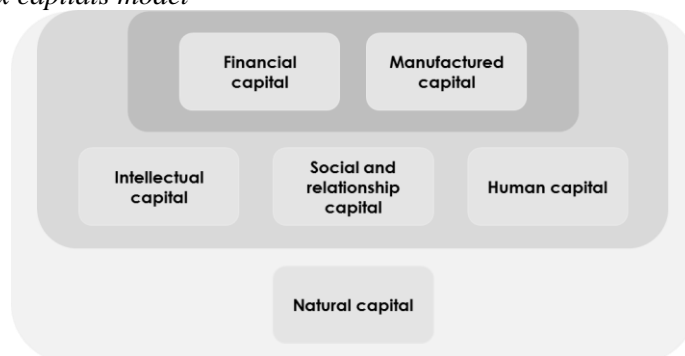 capitals model
Financial
capital
Manufactured
capital
Intellectual
capital
Social and
relationship
capital
Human capital
Natural capital